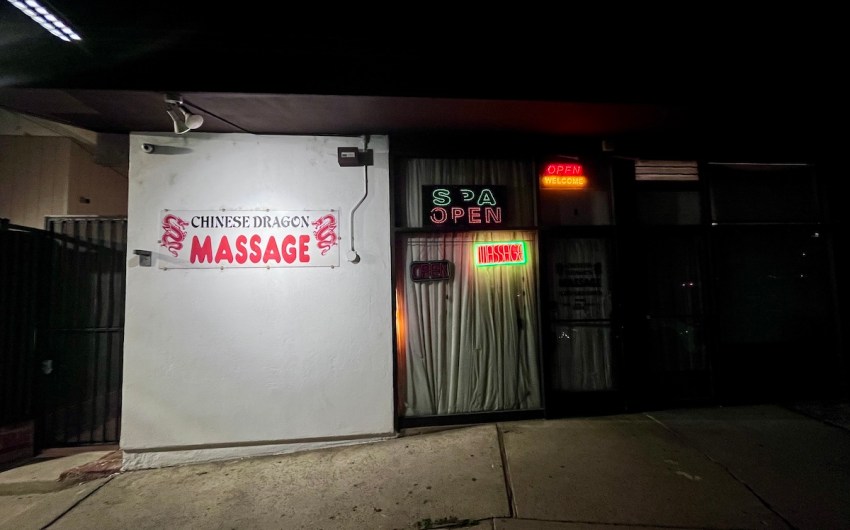 CHINESE DRAGON
MASSAGE
SPA
OPEN
OPEN
MASSAGE
OPEN
WELCOME